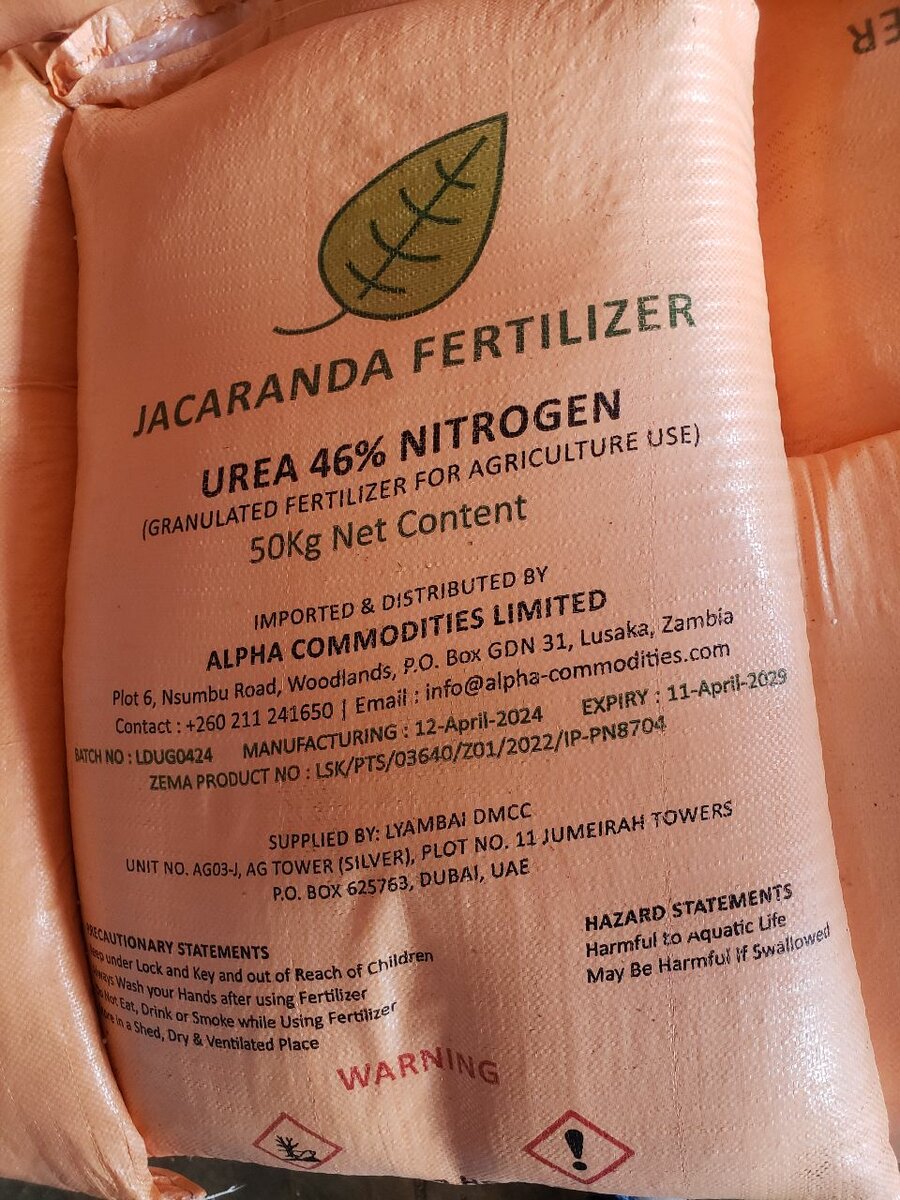 ER
JACARANDA FERTILIZER
UREA 46% NITROGEN
(GRANULATED FERTILIZER FOR AGRICULTURE USE)
50Kg Net Content
IMPORTED & DISTRIBUTED BY
ALPHA COMMODITIES LIMITED
Plot 6, Nsumbu Road, Woodlands, P.O. Box GDN 31, Lusaka, Zambia
Contact : +260 211 241650 | Email : info@alpha-commodities.com
BATCH NO : LDUG0424 MANUFACTURING : 12-April-2024 EXPIRY : 11-April-2029
ZEMA PRODUCT NO : LSK/PTS/03640/Z01/2022/IP-PN8704
SUPPLIED BY: LYAMBAI DMCC
UNIT NO. AG03-J, AG TOWER (SILVER), PLOT NO. 11 JUMEIRAH TOWERS
P.O. BOX 625763, DUBAI, UAE
PRECAUTIONARY STATEMENTS
under Lock and Key and out of Reach of Children
Wash your Hands after using Fertilizer
Not Eat, Drink or Smoke while Using Fertilizer
in a Shed, Dry & Ventilated Place
HAZARD STATEMENTS
Harmful to Aquatic Life
May Be Harmful If Swallowed
WARNING